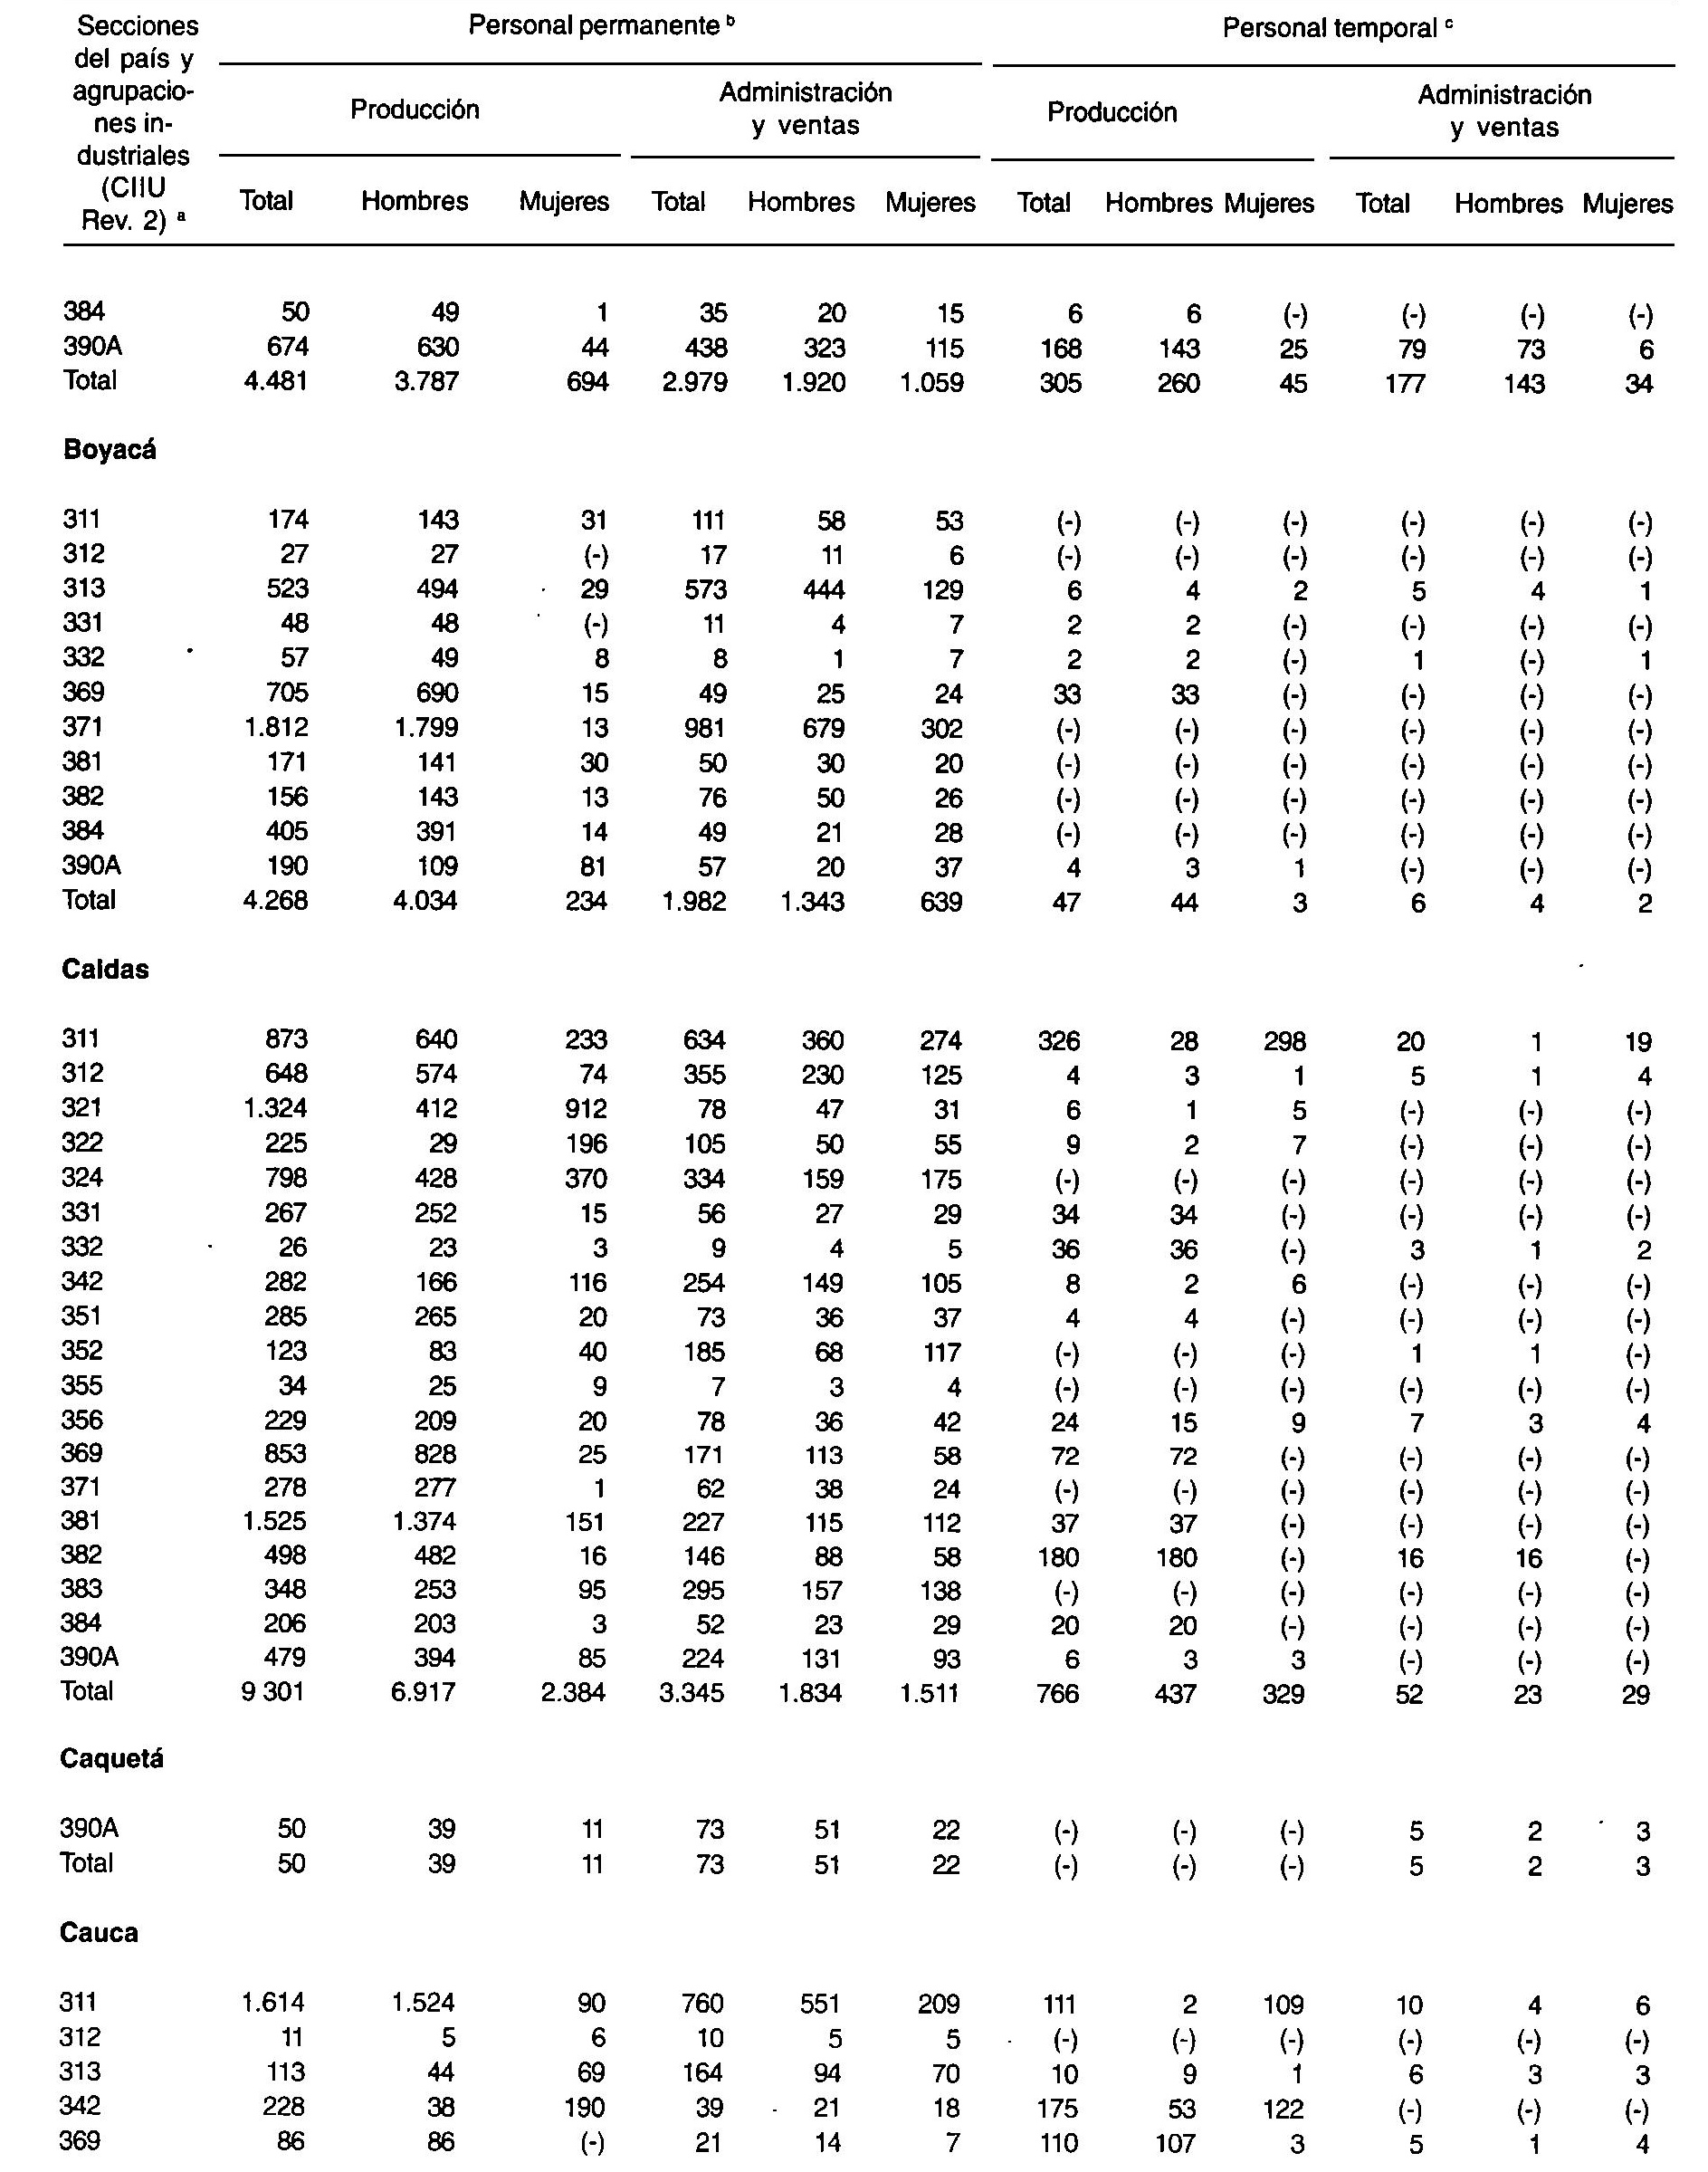 Secciones del país y agrupacio- nes in- dustriales (CIIU Rev. 2) a
Personal permanente b Personal temporal c
Producción Administración y ventas Producción Administración y ventas
Total Hombres Mujeres Total Hombres Mujeres Total Hombres Mujeres Total Hombres Mujeres
384 50 49 1 35 20 15 6 6 (-) (-) (-) (-)
390A 674 630 44 438 323 115 168 143 25 79 73 6
Total 4.481 3.787 694 2.979 1.920 1.059 305 260 45 177 143 34
Boyacá
311 174 143 31 111 58 53 (-) (-) (-) (-) (-) (-)
312 27 27 (-) 17 11 6 (-) (-) (-) (-) (-) (-)
313 523 494 29 573 444 129 6 4 2 5 4 1
331 48 48 (-) 11 4 7 2 2 (-) (-) (-) (-)
332 57 49 8 8 1 7 2 2 (-) 1 (-) 1
369 705 690 15 49 25 24 33 33 (-) (-) (-) (-)
371 1.812 1.799 13 981 679 302 (-) (-) (-) (-) (-) (-)
381 171 141 30 50 30 20 (-) (-) (-) (-) (-) (-)
382 156 143 13 76 50 26 (-) (-) (-) (-) (-) (-)
384 405 391 14 49 21 28 (-) (-) (-) (-) (-) (-)
390A 190 109 81 57 20 37 4 3 1 (-) (-) (-)
Total 4.268 4.034 234 1.982 1.343 639 47 44 3 6 4 2
Caldas
311 873 640 233 634 360 274 326 28 298 20 1 19
312 648 574 74 355 230 125 4 3 1 5 1 4
321 1.324 412 912 78 47 31 6 1 5 (-) (-) (-)
322 225 29 196 105 50 55 9 2 7 (-) (-) (-)
324 798 428 370 334 159 175 (-) (-) (-) (-) (-) (-)
331 267 252 15 56 27 29 34 34 (-) (-) (-) (-)
332 26 23 3 9 4 5 36 36 (-) 3 1 2
342 282 166 116 254 149 105 8 2 6 (-) (-) (-)
351 285 265 20 73 36 37 4 4 (-) (-) (-) (-)
352 123 83 40 185 68 117 (-) (-) (-) 1 1 (-)
355 34 25 9 7 3 4 (-) (-) (-) (-) (-) (-)
356 229 209 20 78 36 42 24 15 9 7 3 4
369 853 828 25 171 113 58 72 72 (-) (-) (-) (-)
371 278 277 1 62 38 24 (-) (-) (-) (-) (-) (-)
381 1.525 1.374 151 227 115 112 37 37 (-) (-) (-) (-)
382 498 482 16 146 88 58 180 180 (-) 16 16 (-)
383 348 253 95 295 157 138 (-) (-) (-) (-) (-) (-)
384 206 203 3 52 23 29 20 20 (-) (-) (-) (-)
390A 479 394 85 224 131 93 6 3 3 (-) (-) (-)
Total 9 301 6.917 2.384 3.345 1.834 1.511 766 437 329 52 23 29
Caquetá
390A 50 39 11 73 51 22 (-) (-) (-) 5 2 3
Total 50 39 11 73 51 22 (-) (-) (-) 5 2 3
Cauca
311 1.614 1.524 90 760 551 209 111 2 109 10 4 6
312 11 5 6 10 5 5 (-) (-) (-) (-) (-) (-)
313 113 44 69 164 94 70 10 9 1 6 3 3
342 228 38 190 39 21 18 175 53 122 (-) (-) (-)
369 86 86 (-) 21 14 7 110 107 3 5 1 4